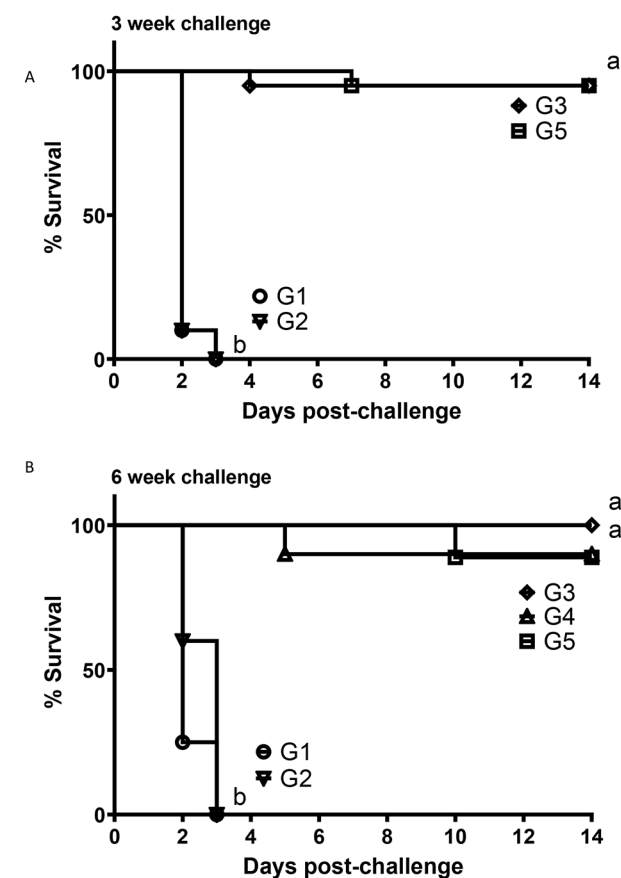 3 week challenge
A
a
100
G3
G5
% Survival
50
G1
G2
b
0
0 2 4 6 8 10 12 14
Days post-challenge
B
6 week challenge
a
100
a
G3
G4
G5
% Survival
50
G1
G2
b
0
0 2 4 6 8 10 12 14
Days post-challenge